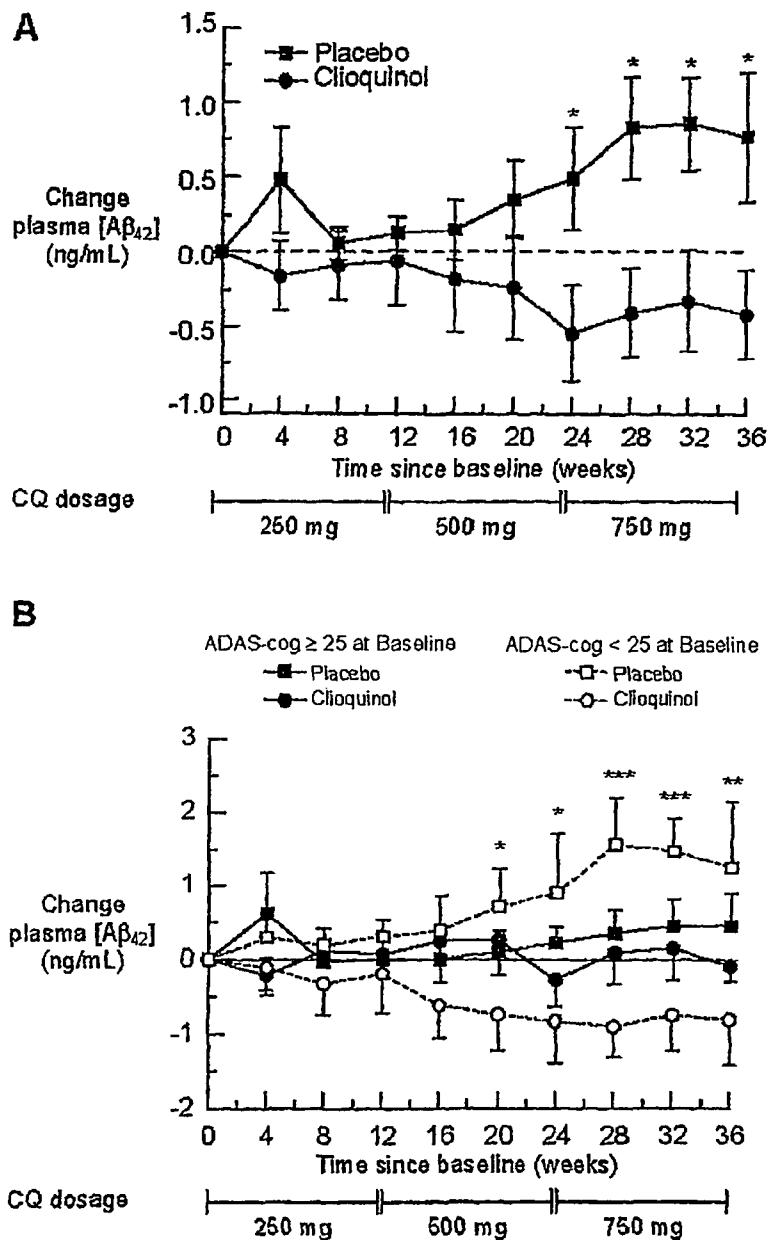 A
1.5
1.0
0.5
0.0
-0.5
-1.0
Placebo
Clioquinol
* * * *
Change
plasma [Aβ₄₂]
(ng/mL)
0 4 8 12 16 20 24 28 32 36
Time since baseline (weeks)
CQ dosage
250 mg 500 mg 750 mg
B
ADAS-cog ≥ 25 at Baseline ADAS-cog < 25 at Baseline
Placebo Placebo
Clioquinol Clioquinol
3
2
1
0
-1
-2
* * *** *** **
Change
plasma [Aβ₄₂]
(ng/mL)
0 4 8 12 16 20 24 28 32 36
Time since baseline (weeks)
CQ dosage
250 mg 500 mg 750 mg